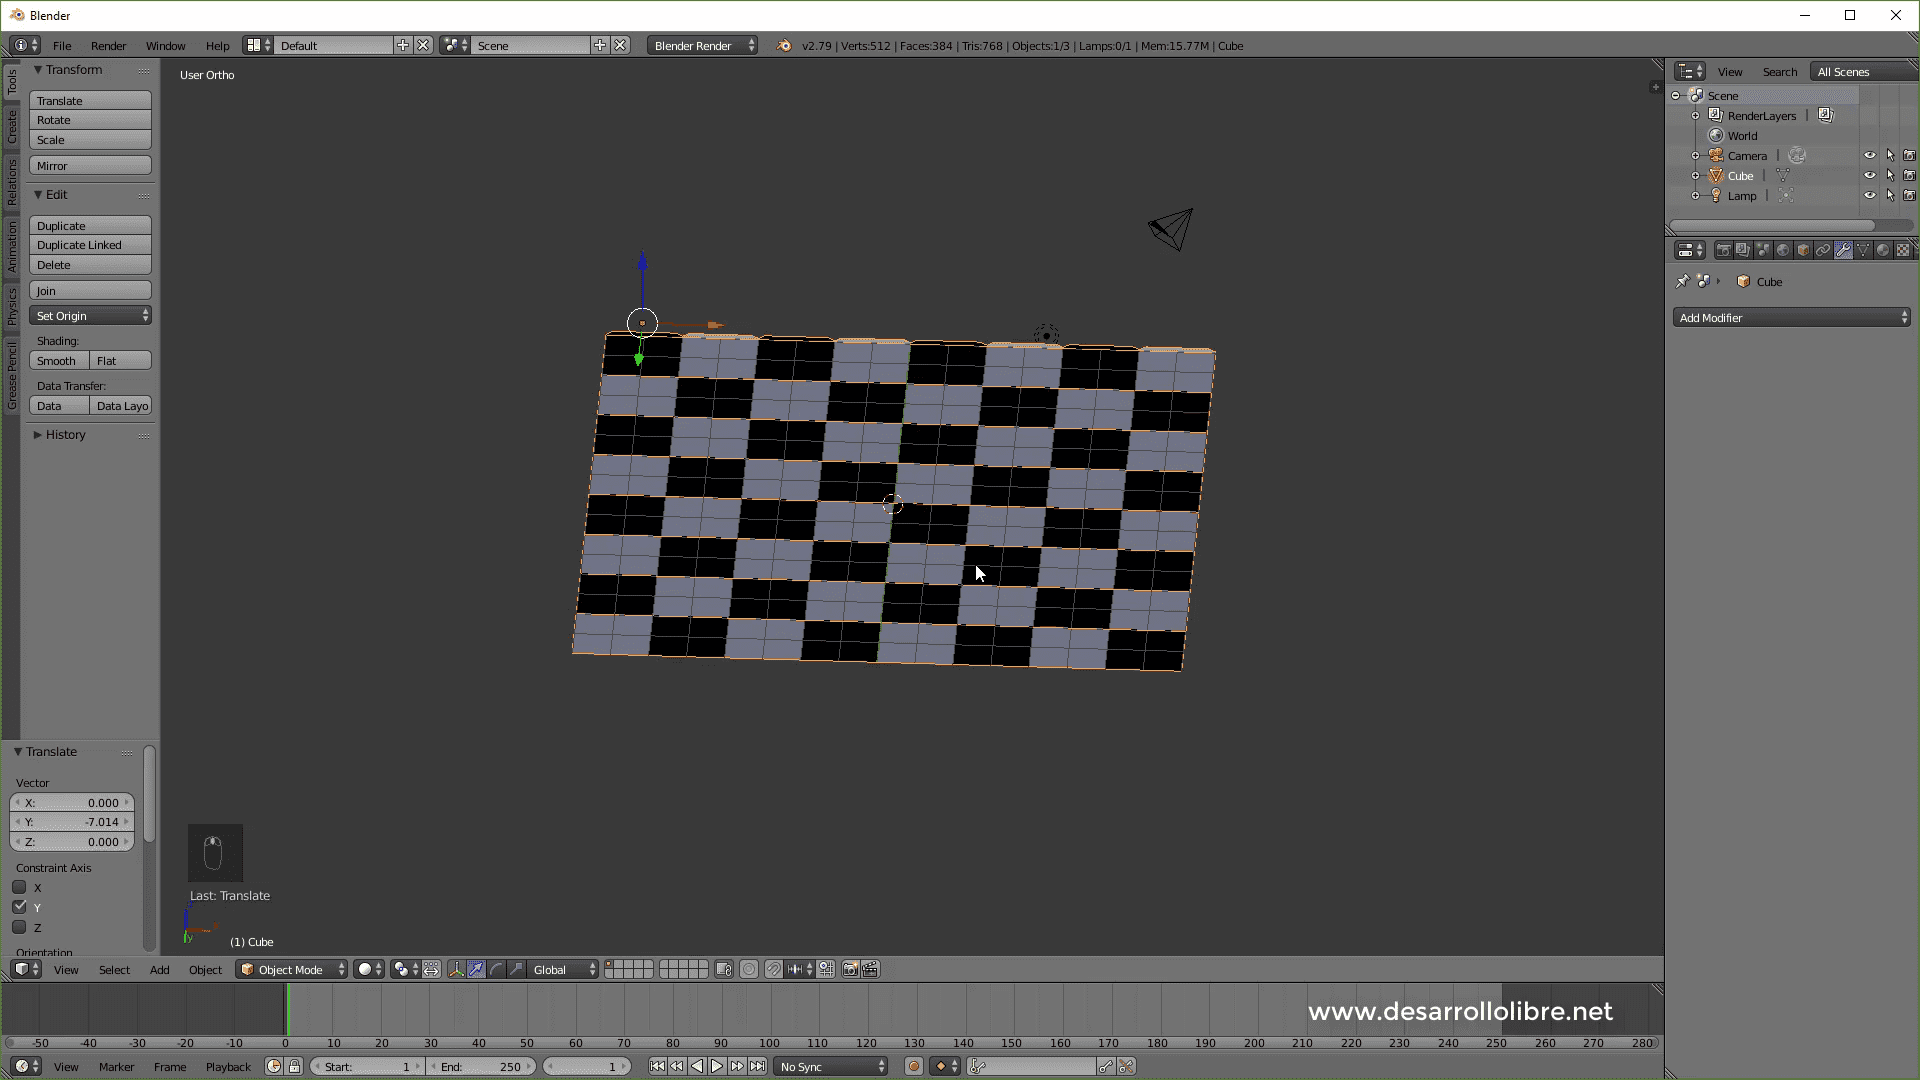 Blender
File Render Window Help Default Scene Blender Render v2.79 | Verts:512 | Faces:384 | Tris:768 | Objects:1/3 | Lamps:0/1 | Mem:15.77M | Cube
Tools
Create
Relations
Animation
Physics
Grease Pencil
Transform
Translate
Rotate
Scale
Mirror
Edit
Duplicate
Duplicate Linked
Delete
Join
Set Origin
Shading:
Smooth Flat
Data Transfer:
Data Data Layo
History
User Ortho
View Search All Scenes
Scene
RenderLayers |
World
Camera |
Cube |
Lamp |
Cube
Add Modifier
Translate
Vector
X: 0.000
Y: -7.014
Z: 0.000
Constraint Axis
X
Y
Z
Orientation
Last: Translate
y
(1) Cube
View Select Add Object Object Mode Global
www.desarrollolibre.net
-50 -40 -30 -20 -10 0 10 20 30 40 50 60 70 80 90 100 110 120 130 140 150 160 170 180 190 200 210 220 230 240 250 260 270 280
View Marker Frame Playback Start: 1 End: 250 1 No Sync